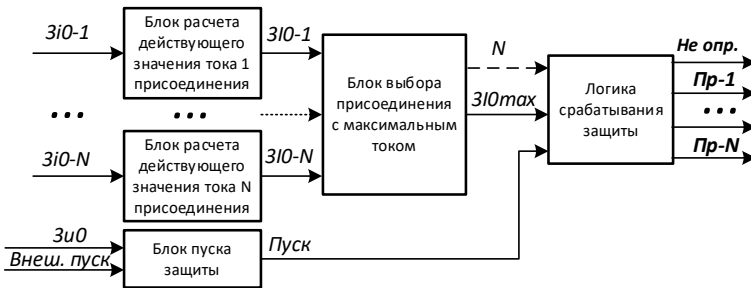 3i0-1
Блок расчета
действующего
значения тока 1
присоединения
3I0-1
...
...
3i0-N
Блок расчета
действующего
значения тока N
присоединения
3I0-N
Блок выбора
присоединения
с максимальным
током
N
3I0max
Логика
срабатывания
защиты
Не опр.
Пр-1
...
Пр-N
3u0
Внеш. пуск
Блок пуска
защиты
Пуск